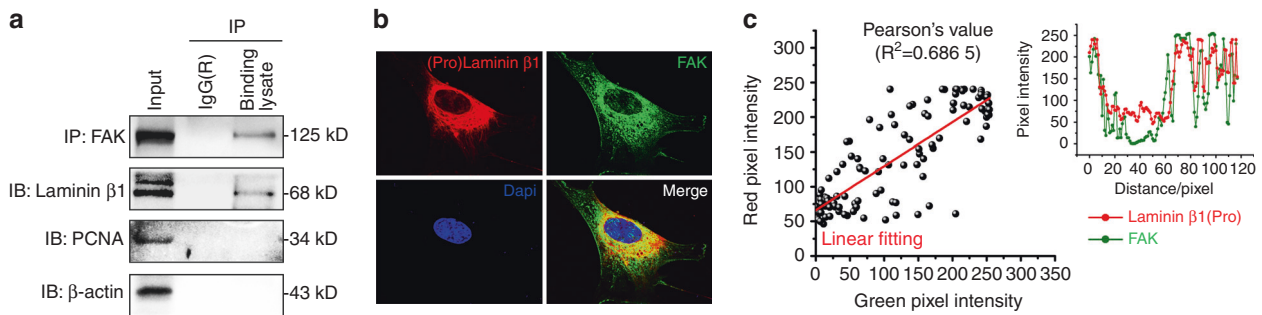 a
IP
Input
IgG(R)
Binding
lysate
IP: FAK
125 kD
IB: Laminin β1
68 kD
IB: PCNA
34 kD
IB: β-actin
43 kD
b
(Pro)Laminin β1
FAK
Dapi
Merge
c
Pearson's value
(R²=0.686 5)
Red pixel intensity
300
250
200
150
100
50
0
Linear fitting
0 50 100 150 200 250 300 350
Green pixel intensity
Pixel intensity
250
200
150
100
50
0
0 20 40 60 80 100 120
Distance/pixel
Laminin β1(Pro)
FAK